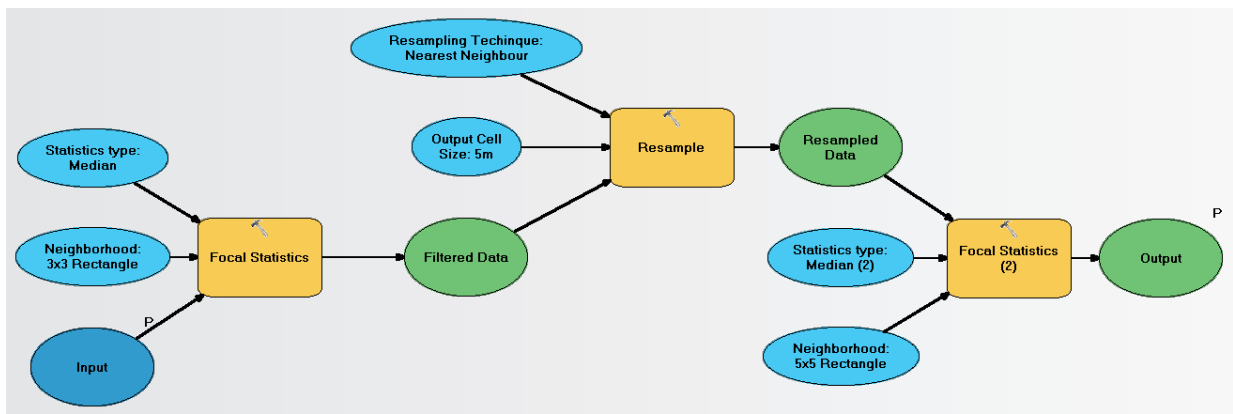 Resampling Techinque:
Nearest Neighbour
Output Cell
Size: 5m
Resample
Resampled
Data
Statistics type:
Median
Neighborhood:
3x3 Rectangle
Focal Statistics
Filtered Data
P
Input
Statistics type:
Median (2)
Focal Statistics
(2)
P
Output
Neighborhood:
5x5 Rectangle